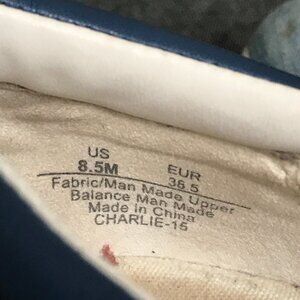 US EUR
8.5M 38.5
Fabric/Man Made Upper
Balance Man Made
Made in China
CHARLIE-15